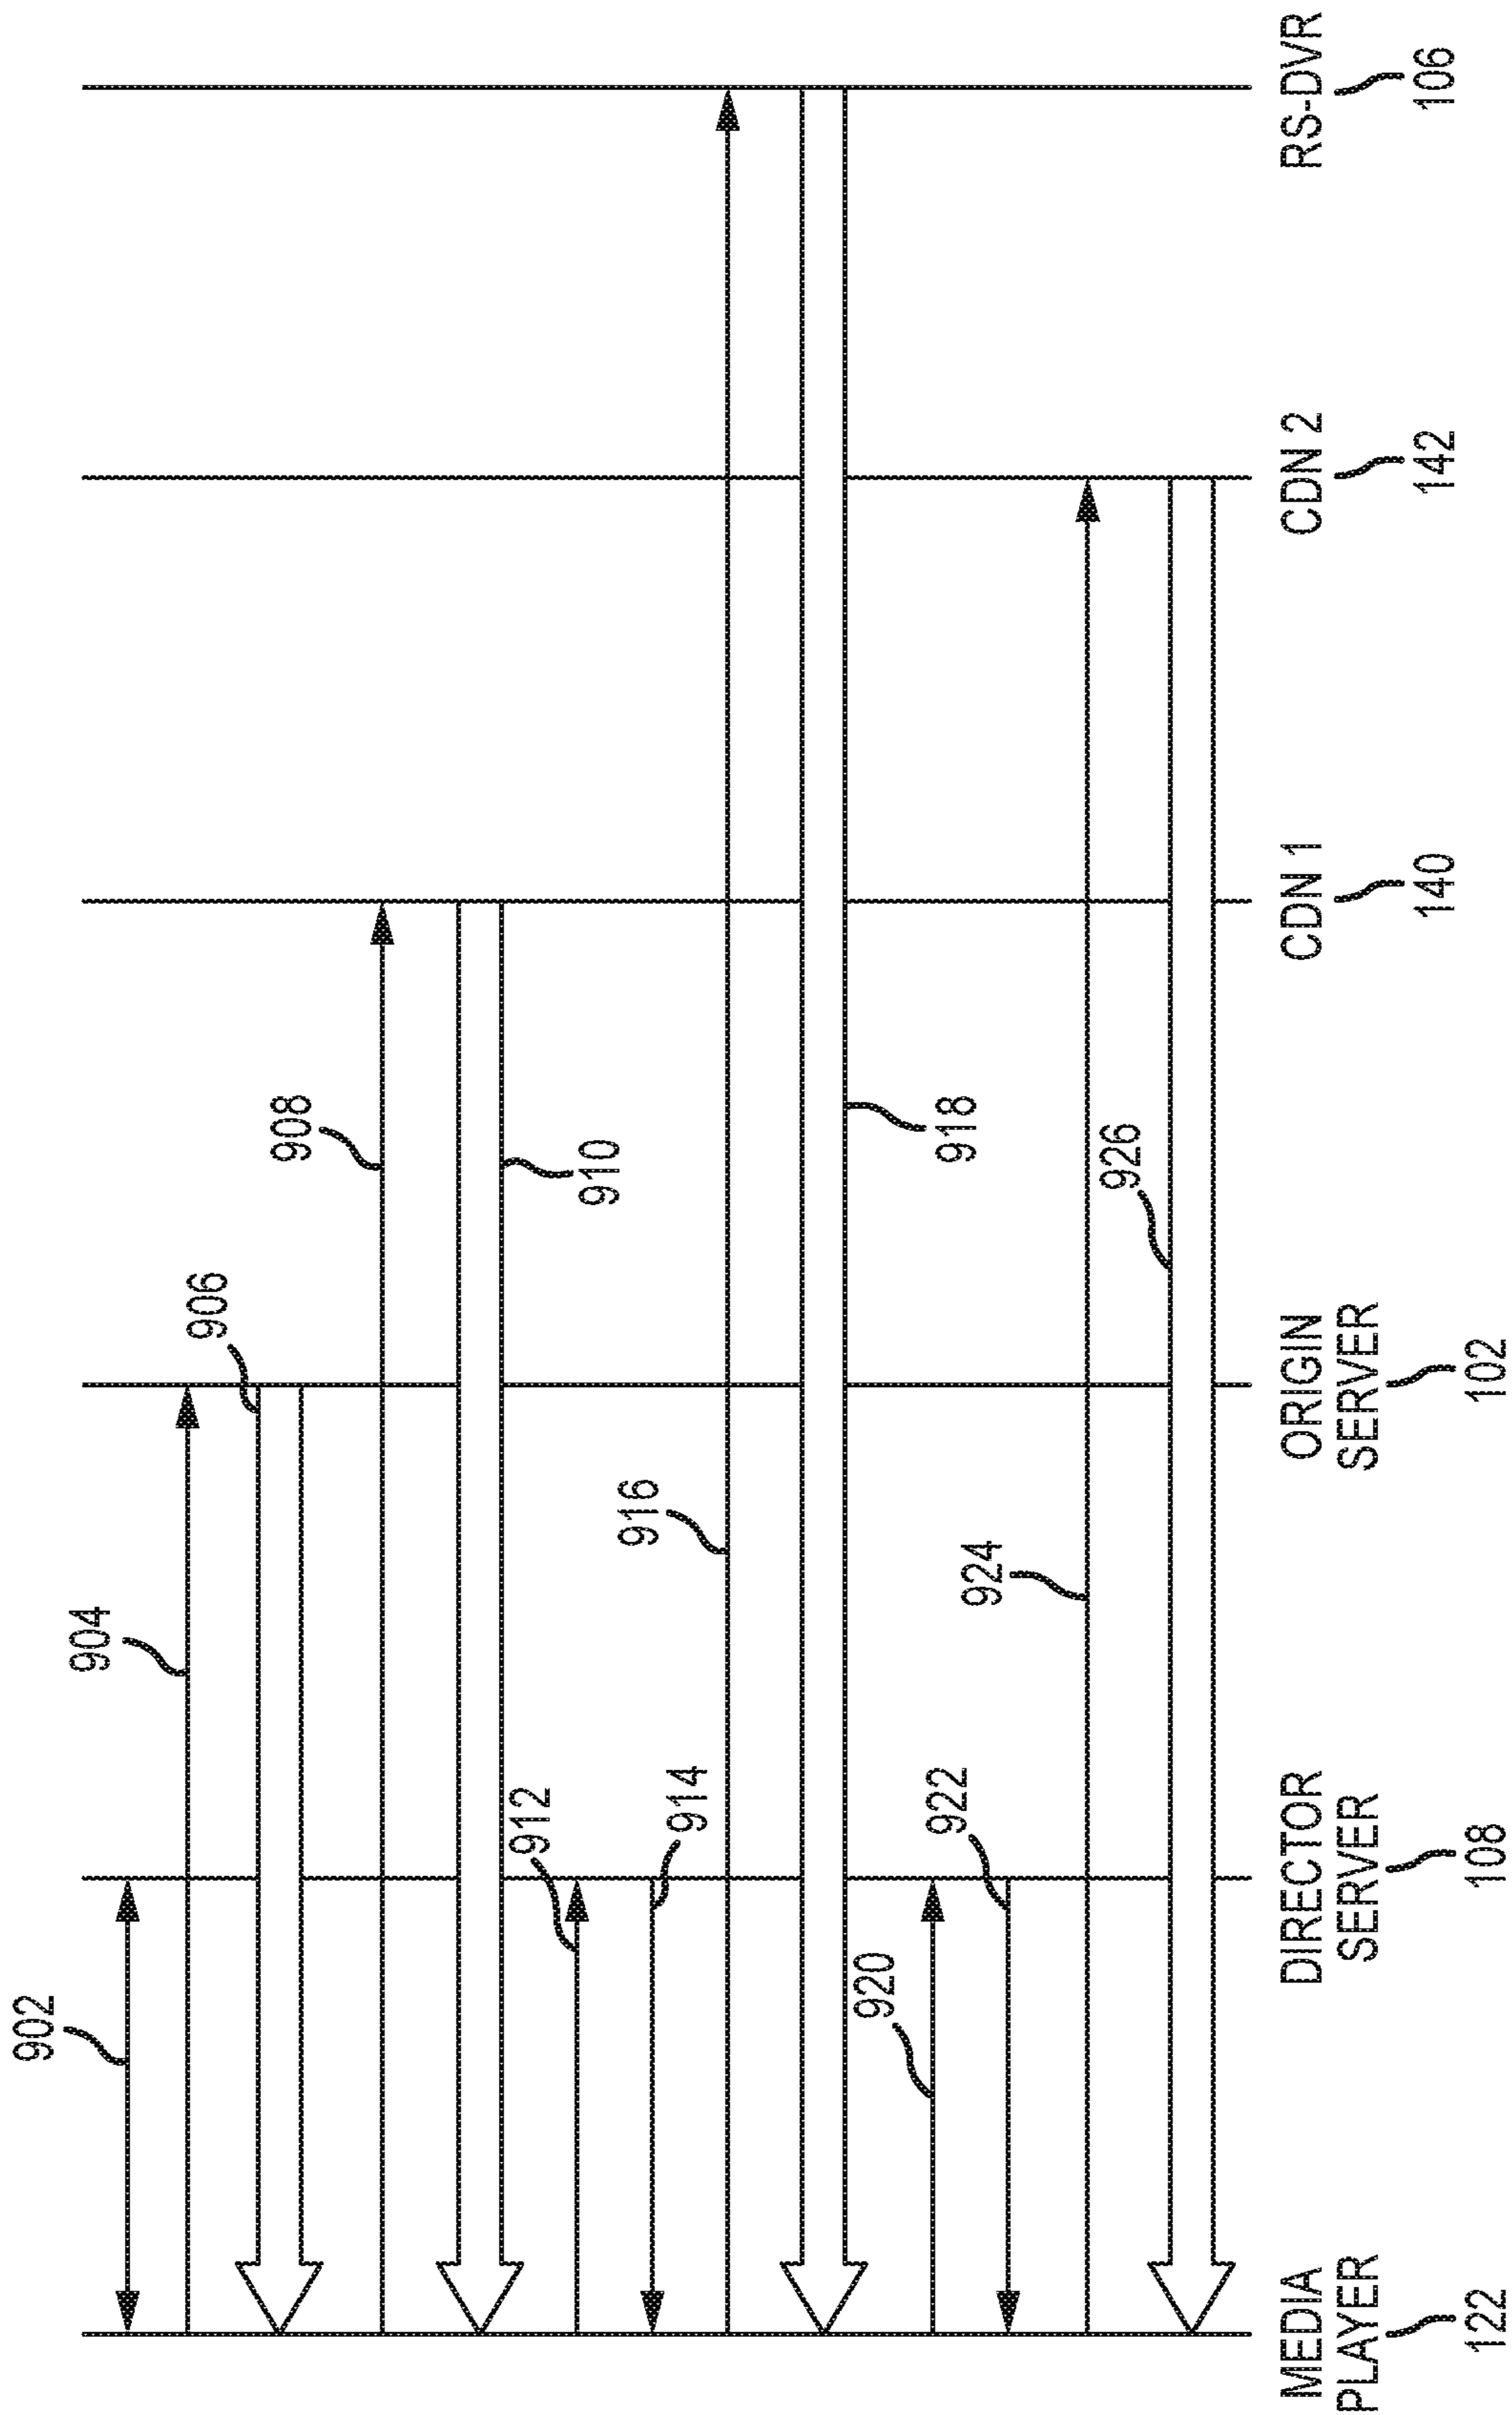 902
904
906
908
910
912
914
916
918
920
922
924
926
MEDIA
PLAYER
122
DIRECTOR
SERVER
108
ORIGIN
SERVER
102
CDN 1
140
CDN 2
142
RS-DVR
106